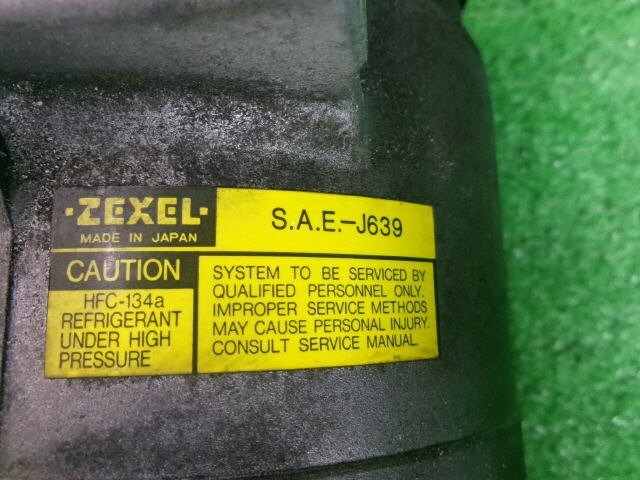 ·ZEXEL·
MADE IN JAPAN
S.A.E.-J639
CAUTION
HFC-134a
REFRIGERANT
UNDER HIGH
PRESSURE
SYSTEM TO BE SERVICED BY
QUALIFIED PERSONNEL ONLY.
IMPROPER SERVICE METHODS
MAY CAUSE PERSONAL INJURY.
CONSULT SERVICE MANUAL.